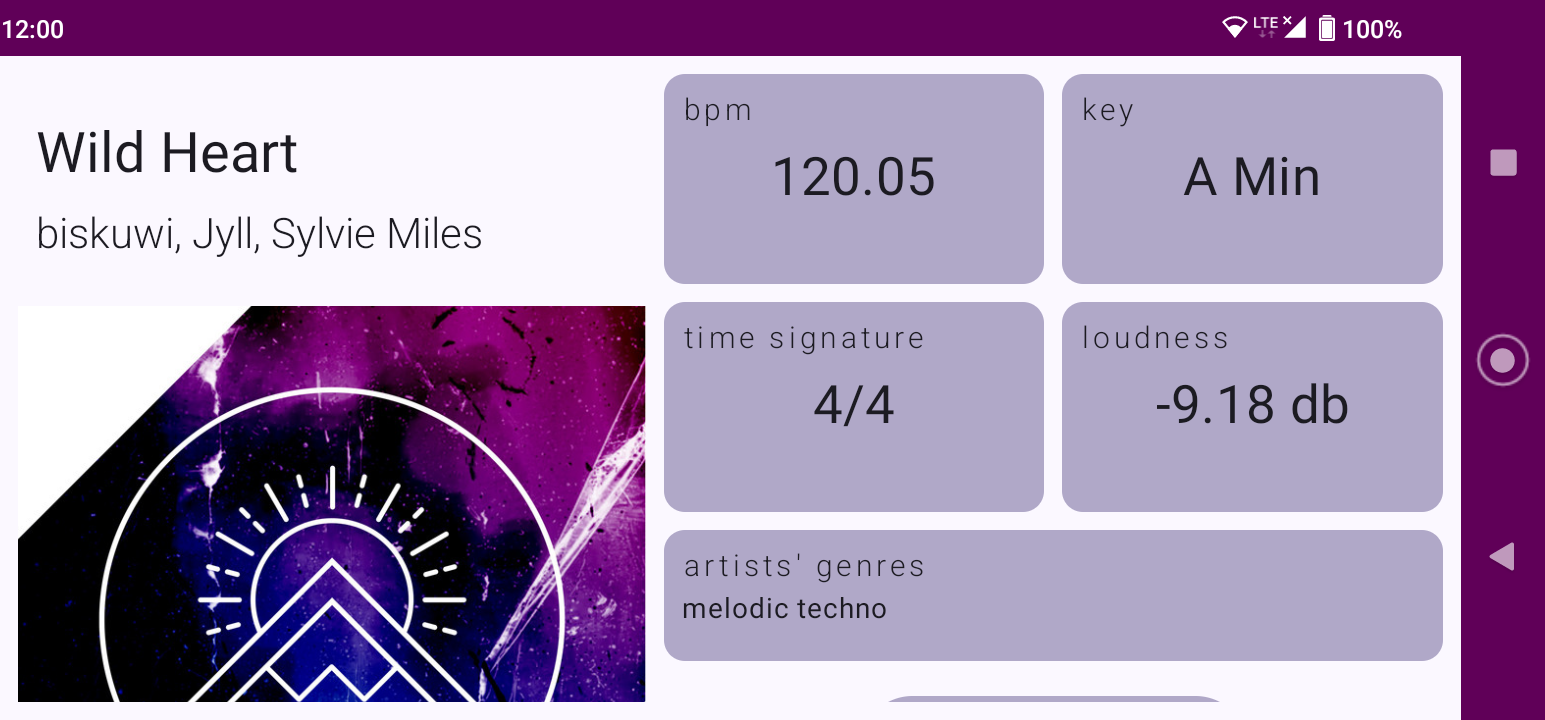 12:00
LTE
100%
Wild Heart
biskuwi, Jyll, Sylvie Miles
bpm
120.05
key
A Min
time signature
4/4
loudness
-9.18 db
artists' genres
melodic techno